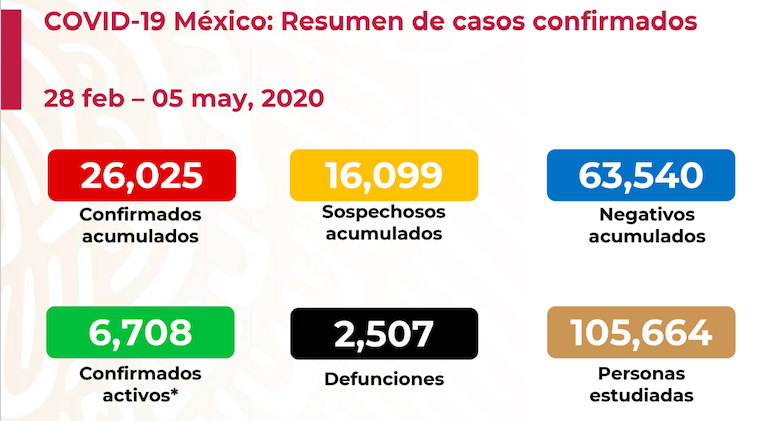 COVID-19 México: Resumen de casos confirmados
28 feb – 05 may, 2020
26,025
Confirmados
acumulados
16,099
Sospechosos
acumulados
63,540
Negativos
acumulados
6,708
Confirmados
activos*
2,507
Defunciones
105,664
Personas
estudiadas